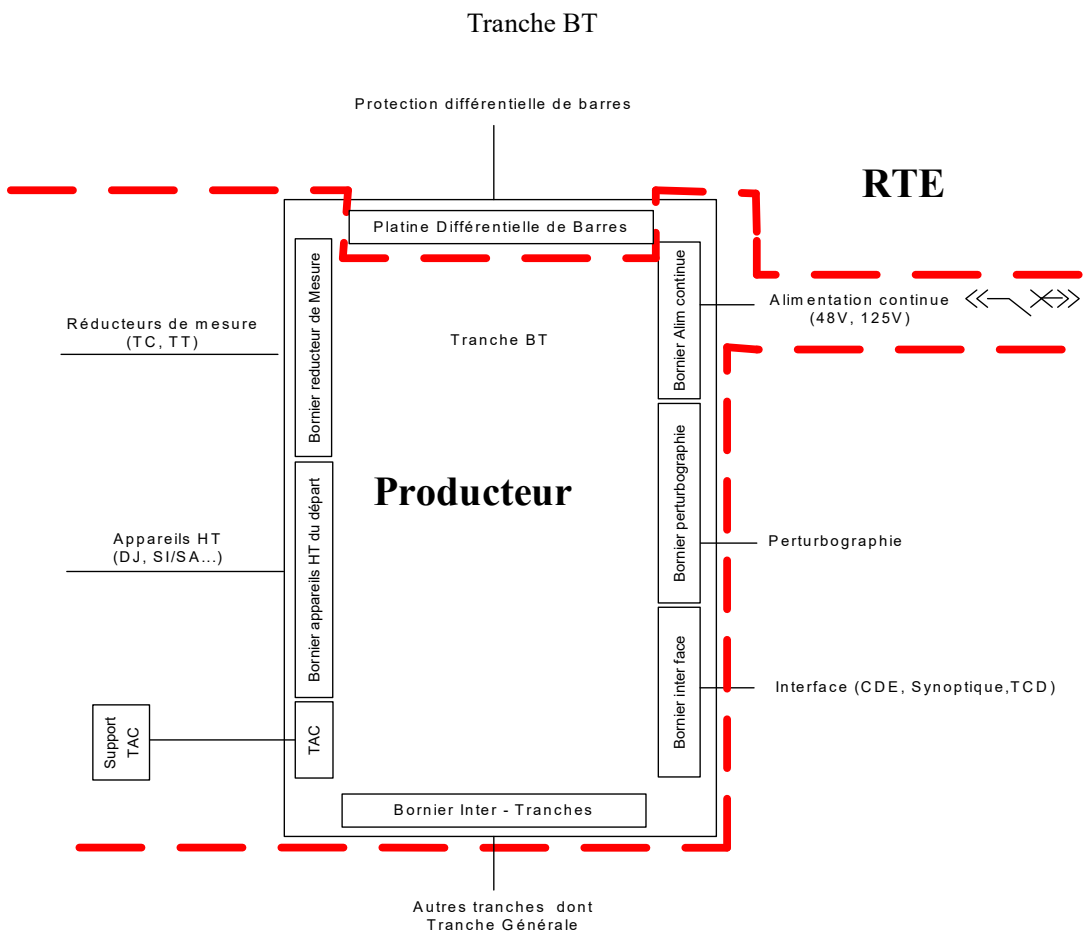 Tranche BT
Protection différentielle de barres
RTE
Platine Différentielle de Barres
Bornier reducteur de Mesure
Bornier Alim continue
Alimentation continue
(48V, 125V)
Réducteurs de mesure
(TC, TT)
Tranche BT
Producteur
Bornier appareils HT du départ
Bornier perturbographie
Appareils HT
(DJ, SI/SA...)
Perturbographie
Bornier inter face
Interface (CDE, Synoptique,TCD)
Support
TAC
TAC
Bornier Inter - Tranches
Autres tranches dont
Tranche Générale